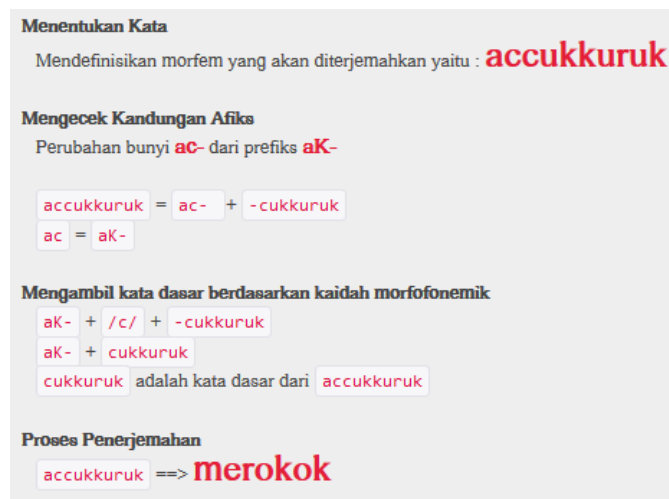 Menentukan Kata
Mendefinisikan morfem yang akan diterjemahkan yaitu : accukkuruk
Mengecek Kandungan Afiks
Perubahan bunyi ac- dari prefiks aK-
accukkuruk = ac- + -cukkuruk
ac = aK-
Mengambil kata dasar berdasarkan kaidah morfofonemik
aK- + /c/ + -cukkuruk
aK- + cukkuruk
cukkuruk adalah kata dasar dari accukkuruk
Proses Penerjemahan
accukkuruk ==> merokok